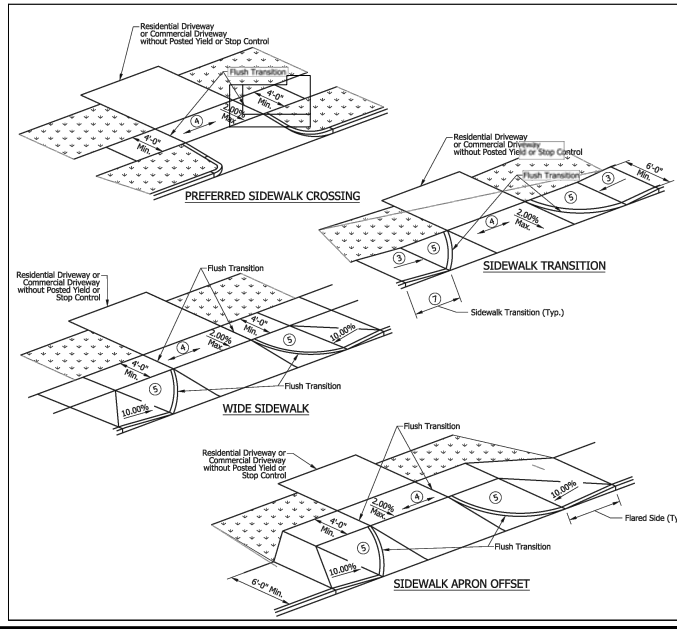 Residential Driveway
or Commercial Driveway
without Posted Yield or Stop Control
Flush Transition
4'-0"
Min.
2.00%
Max.
4
4'-0"
Min.
PREFERRED SIDEWALK CROSSING
Residential Driveway
or Commercial Driveway
without Posted Yield or Stop Control
Flush Transition
6'-0"
Min.
3
5
4
2.00%
Max.
5
3
SIDEWALK TRANSITION
7
Sidewalk Transition (Typ.)
Residential Driveway or
Commercial Driveway
without Posted Yield or
Stop Control
Flush Transition
4'-0"
Min.
2.00%
Max.
4
5
10.00%
4'-0"
Min.
5
10.00%
Flush Transition
WIDE SIDEWALK
Residential Driveway or
Commercial Driveway
without Posted Yield or
Stop Control
Flush Transition
2.00%
Max.
4
5
10.00%
4'-0"
Min.
5
10.00%
Flared Side (Ty
Flush Transition
6'-0" Min.
SIDEWALK APRON OFFSET